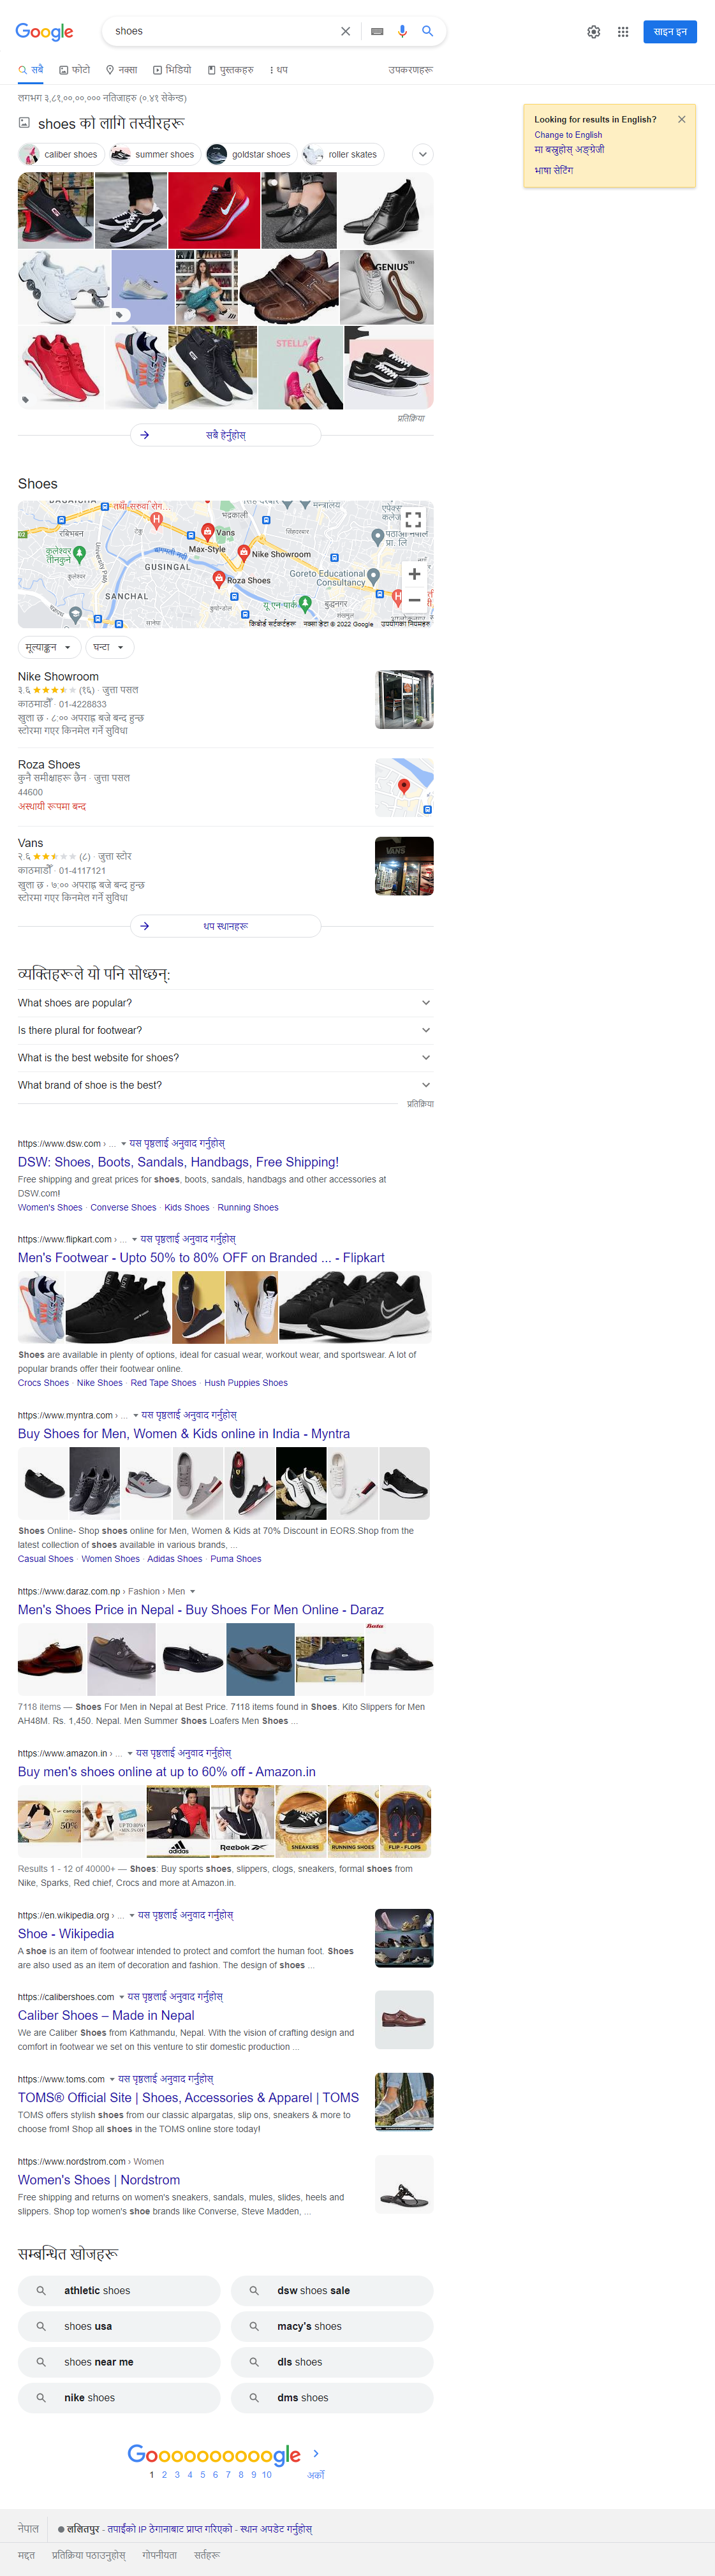 Google
shoes
साइन इन
सबै फोटो नक्सा भिडियो पुस्तकहरु थप उपकरणहरू
लगभग ३,८१,००,००,००० नतिजाहरु (०.४१ सेकेन्ड)
Looking for results in English?
Change to English
मा बस्नुहोस् अङ्ग्रेजी
भाषा सेटिंग
shoes को लागि तस्वीरहरू
caliber shoes summer shoes goldstar shoes roller skates
GENIUS
STELLA
प्रतिक्रिया
सबै हेर्नुहोस्
Shoes
भद्रकाली
रबिभबन
टेकु
सिंहदरबार
Vans
Max-Style
Nike Showroom
कुलेश्वर
तीनकुने
बागमती नदी
GUSINGAL
University Pag
Roza Shoes
Goreto Educational
Consultancy
SANCHAL
यू एन-पार्क
बुद्धनगर
किबोर्ड सर्टकटहरू नक्सा डेटा © २०२२ Google उपयोगका नियमहरु
मूल्याङ्कन घन्टा
Nike Showroom
३.६ (१६) · जुत्ता पसल
काठमाडौँ · 01-4228833
खुला छ · ८:०० अपराह्न बजे बन्द हुन्छ
स्टोरमा गएर किनमेल गर्ने सुविधा
Roza Shoes
कुनै समीक्षाहरू छैन · जुत्ता पसल
44600
अस्थायी रूपमा बन्द
Vans
२.६ (८) · जुत्ता स्टोर
काठमाडौँ · 01-4117121
खुला छ · ७:०० अपराह्न बजे बन्द हुन्छ
स्टोरमा गएर किनमेल गर्ने सुविधा
VANS
थप स्थानहरू
व्यक्तिहरूले यो पनि सोध्छन्:
What shoes are popular?
Is there plural for footwear?
What is the best website for shoes?
What brand of shoe is the best?
प्रतिक्रिया
https://www.dsw.com › ... यस पृष्ठलाई अनुवाद गर्नुहोस्
DSW: Shoes, Boots, Sandals, Handbags, Free Shipping!
Free shipping and great prices for shoes, boots, sandals, handbags and other accessories at
DSW.com!
Women's Shoes · Converse Shoes · Kids Shoes · Running Shoes
https://www.flipkart.com › ... यस पृष्ठलाई अनुवाद गर्नुहोस्
Men's Footwear - Upto 50% to 80% OFF on Branded ... - Flipkart
Shoes are available in plenty of options, ideal for casual wear, workout wear, and sportswear. A lot of
popular brands offer their footwear online.
Crocs Shoes · Nike Shoes · Red Tape Shoes · Hush Puppies Shoes
https://www.myntra.com › ... यस पृष्ठलाई अनुवाद गर्नुहोस्
Buy Shoes for Men, Women & Kids online in India - Myntra
Shoes Online- Shop shoes online for Men, Women & Kids at 70% Discount in EORS.Shop from the
latest collection of shoes available in various brands, ...
Casual Shoes · Women Shoes · Adidas Shoes · Puma Shoes
https://www.daraz.com.np › Fashion › Men
Men's Shoes Price in Nepal - Buy Shoes For Men Online - Daraz
Bata
7118 items — Shoes For Men in Nepal at Best Price. 7118 items found in Shoes. Kito Slippers for Men
AH48M. Rs. 1,450. Nepal. Men Summer Shoes Loafers Men Shoes ...
https://www.amazon.in › ... यस पृष्ठलाई अनुवाद गर्नुहोस्
Buy men's shoes online at up to 60% off - Amazon.in
50%
adidas
Reebok
SNEAKERS
RUNNING SHOES
FLIP - FLOPS
Results 1 - 12 of 40000+ — Shoes: Buy sports shoes, slippers, clogs, sneakers, formal shoes from
Nike, Sparks, Red chief, Crocs and more at Amazon.in.
https://en.wikipedia.org › ... यस पृष्ठलाई अनुवाद गर्नुहोस्
Shoe - Wikipedia
A shoe is an item of footwear intended to protect and comfort the human foot. Shoes
are also used as an item of decoration and fashion. The design of shoes ...
https://calibershoes.com यस पृष्ठलाई अनुवाद गर्नुहोस्
Caliber Shoes – Made in Nepal
We are Caliber Shoes from Kathmandu, Nepal. With the vision of crafting design and
comfort in footwear we set on this venture to stir domestic production ...
https://www.toms.com यस पृष्ठलाई अनुवाद गर्नुहोस्
TOMS® Official Site | Shoes, Accessories & Apparel | TOMS
TOMS offers stylish shoes from our classic alpargatas, slip ons, sneakers & more to
choose from! Shop all shoes in the TOMS online store today!
https://www.nordstrom.com › Women
Women's Shoes | Nordstrom
Free shipping and returns on women's sneakers, sandals, mules, slides, heels and
slippers. Shop top women's shoe brands like Converse, Steve Madden, ...
सम्बन्धित खोजहरू
athletic shoes dsw shoes sale
shoes usa macy's shoes
shoes near me dls shoes
nike shoes dms shoes
Goooooooooogle
1 2 3 4 5 6 7 8 9 10 अर्को
नेपाल ललितपुर - तपाईंको IP ठेगानाबाट प्राप्त गरिएको - स्थान अपडेट गर्नुहोस्
मद्दत प्रतिक्रिया पठाउनुहोस् गोपनीयता सर्तहरू